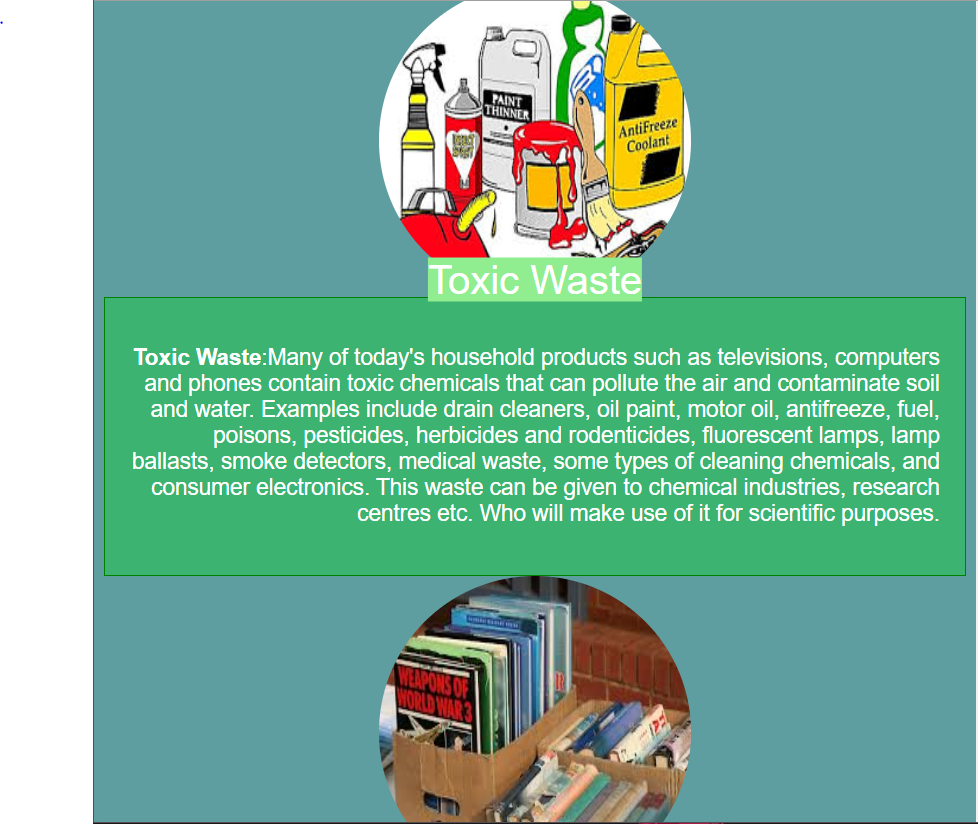 PAINT
THINNER
INSECT
SPRAY
AntiFreeze
Coolant
Toxic Waste
Toxic Waste:Many of today's household products such as televisions, computers
and phones contain toxic chemicals that can pollute the air and contaminate soil
and water. Examples include drain cleaners, oil paint, motor oil, antifreeze, fuel,
poisons, pesticides, herbicides and rodenticides, fluorescent lamps, lamp
ballasts, smoke detectors, medical waste, some types of cleaning chemicals, and
consumer electronics. This waste can be given to chemical industries, research
centres etc. Who will make use of it for scientific purposes.
WEAPONS OF
WORLD WAR 3